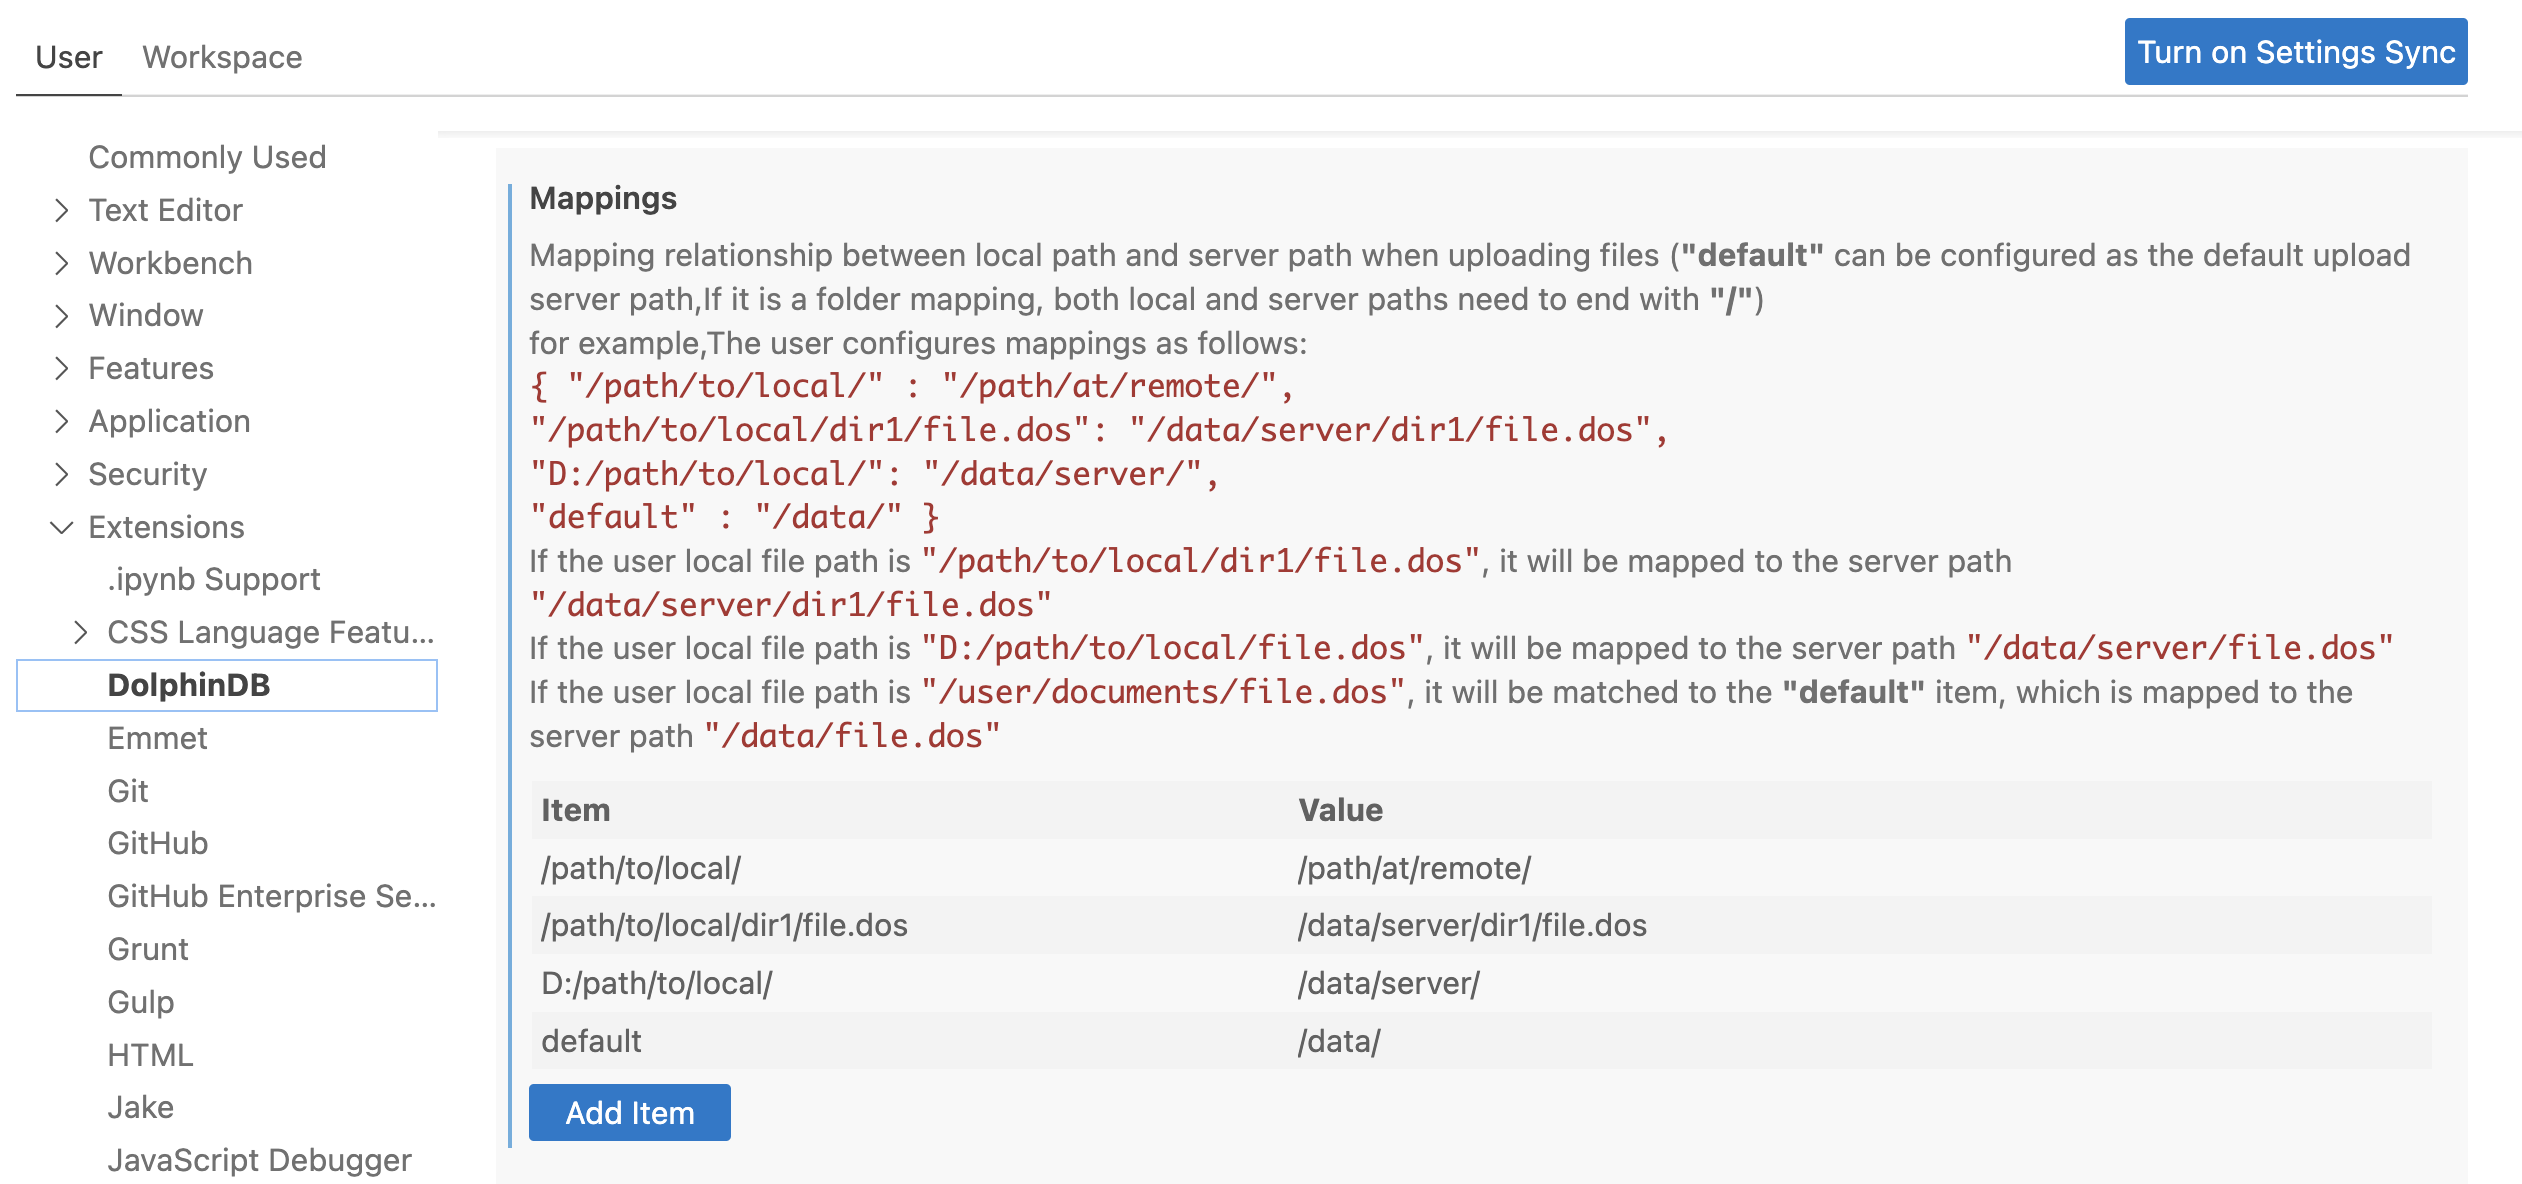 User Workspace
Turn on Settings Sync
Commonly Used
Text Editor
Workbench
Window
Features
Application
Security
Extensions
.ipynb Support
CSS Language Featu...
DolphinDB
Emmet
Git
GitHub
GitHub Enterprise Se...
Grunt
Gulp
HTML
Jake
JavaScript Debugger
Mappings
Mapping relationship between local path and server path when uploading files ("default" can be configured as the default upload
server path,If it is a folder mapping, both local and server paths need to end with "/")
for example,The user configures mappings as follows:
{ "/path/to/local/" : "/path/at/remote/",
"/path/to/local/dir1/file.dos": "/data/server/dir1/file.dos",
"D:/path/to/local/": "/data/server/",
"default" : "/data/" }
If the user local file path is "/path/to/local/dir1/file.dos", it will be mapped to the server path
"/data/server/dir1/file.dos"
If the user local file path is "D:/path/to/local/file.dos", it will be mapped to the server path "/data/server/file.dos"
If the user local file path is "/user/documents/file.dos", it will be matched to the "default" item, which is mapped to the
server path "/data/file.dos"
Item Value
/path/to/local/ /path/at/remote/
/path/to/local/dir1/file.dos /data/server/dir1/file.dos
D:/path/to/local/ /data/server/
default /data/
Add Item